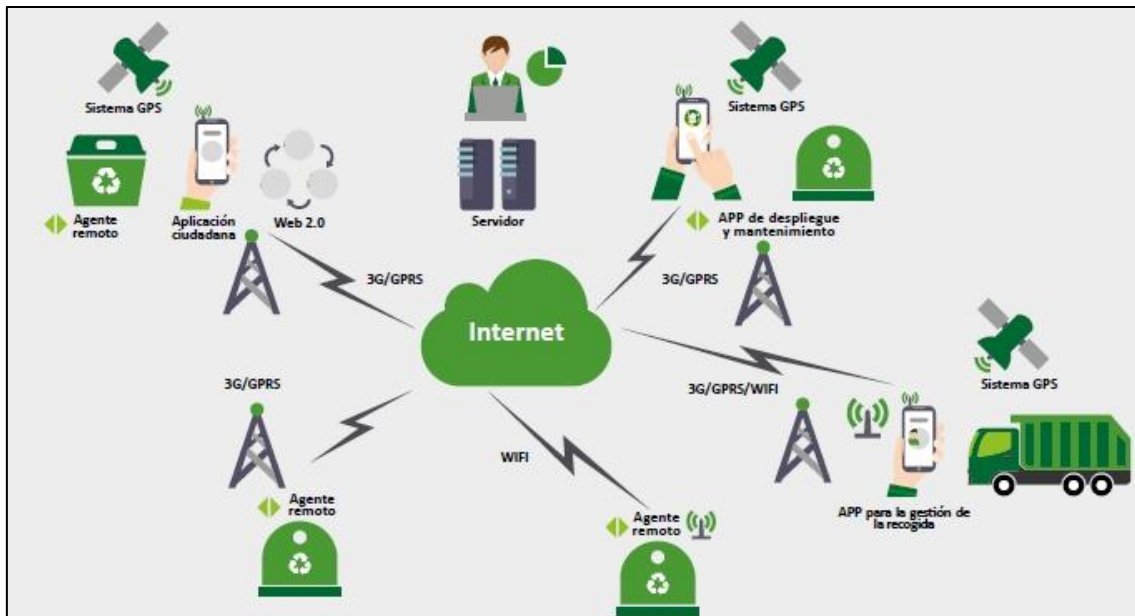 Sistema GPS
Agente
remoto
Aplicación
ciudadana
Web 2.0
Servidor
Sistema GPS
APP de despliegue
y mantenimiento
3G/GPRS
3G/GPRS
Internet
3G/GPRS
3G/GPRS/WIFI
Sistema GPS
WIFI
Agente
remoto
Agente
remoto
APP para la gestión de
la recogida